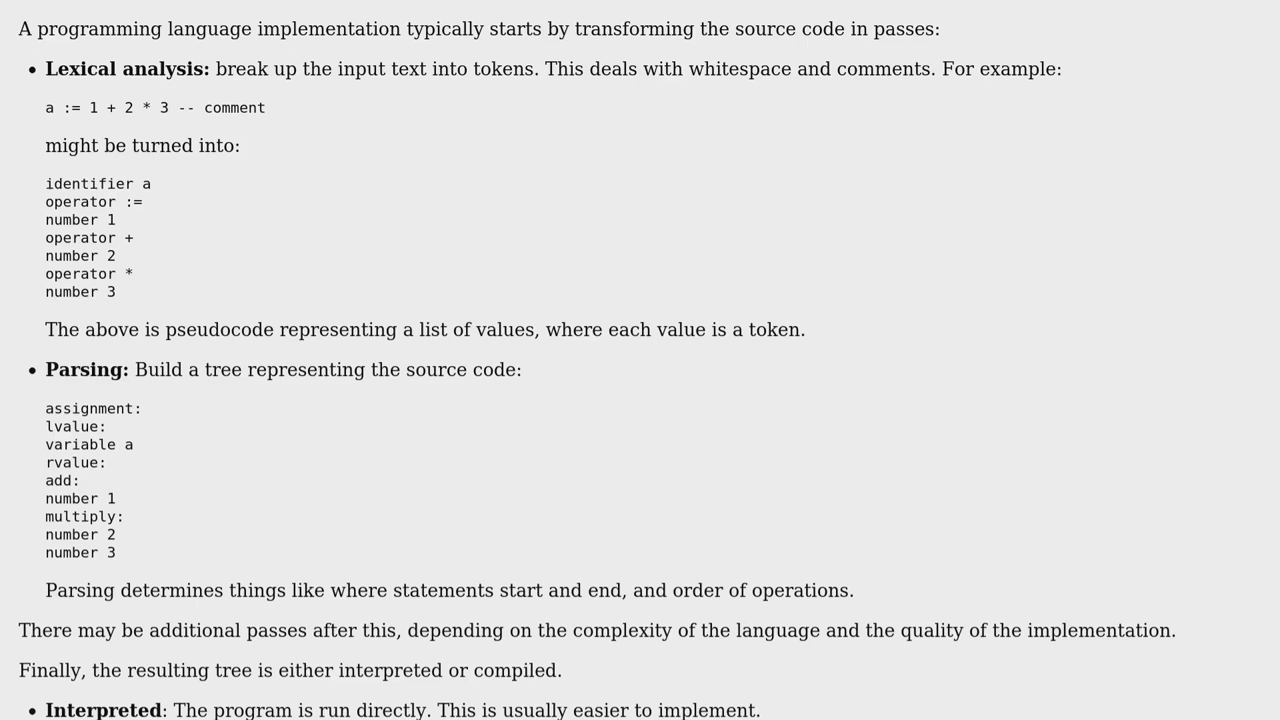 A programming language implementation typically starts by transforming the source code in passes:
• Lexical analysis: break up the input text into tokens. This deals with whitespace and comments. For example:
a := 1 + 2 * 3 -- comment
might be turned into:
identifier a
operator :=
number 1
operator +
number 2
operator *
number 3
The above is pseudocode representing a list of values, where each value is a token.
• Parsing: Build a tree representing the source code:
assignment:
lvalue:
variable a
rvalue:
add:
number 1
multiply:
number 2
number 3
Parsing determines things like where statements start and end, and order of operations.
There may be additional passes after this, depending on the complexity of the language and the quality of the implementation.
Finally, the resulting tree is either interpreted or compiled.
• Interpreted: The program is run directly. This is usually easier to implement.